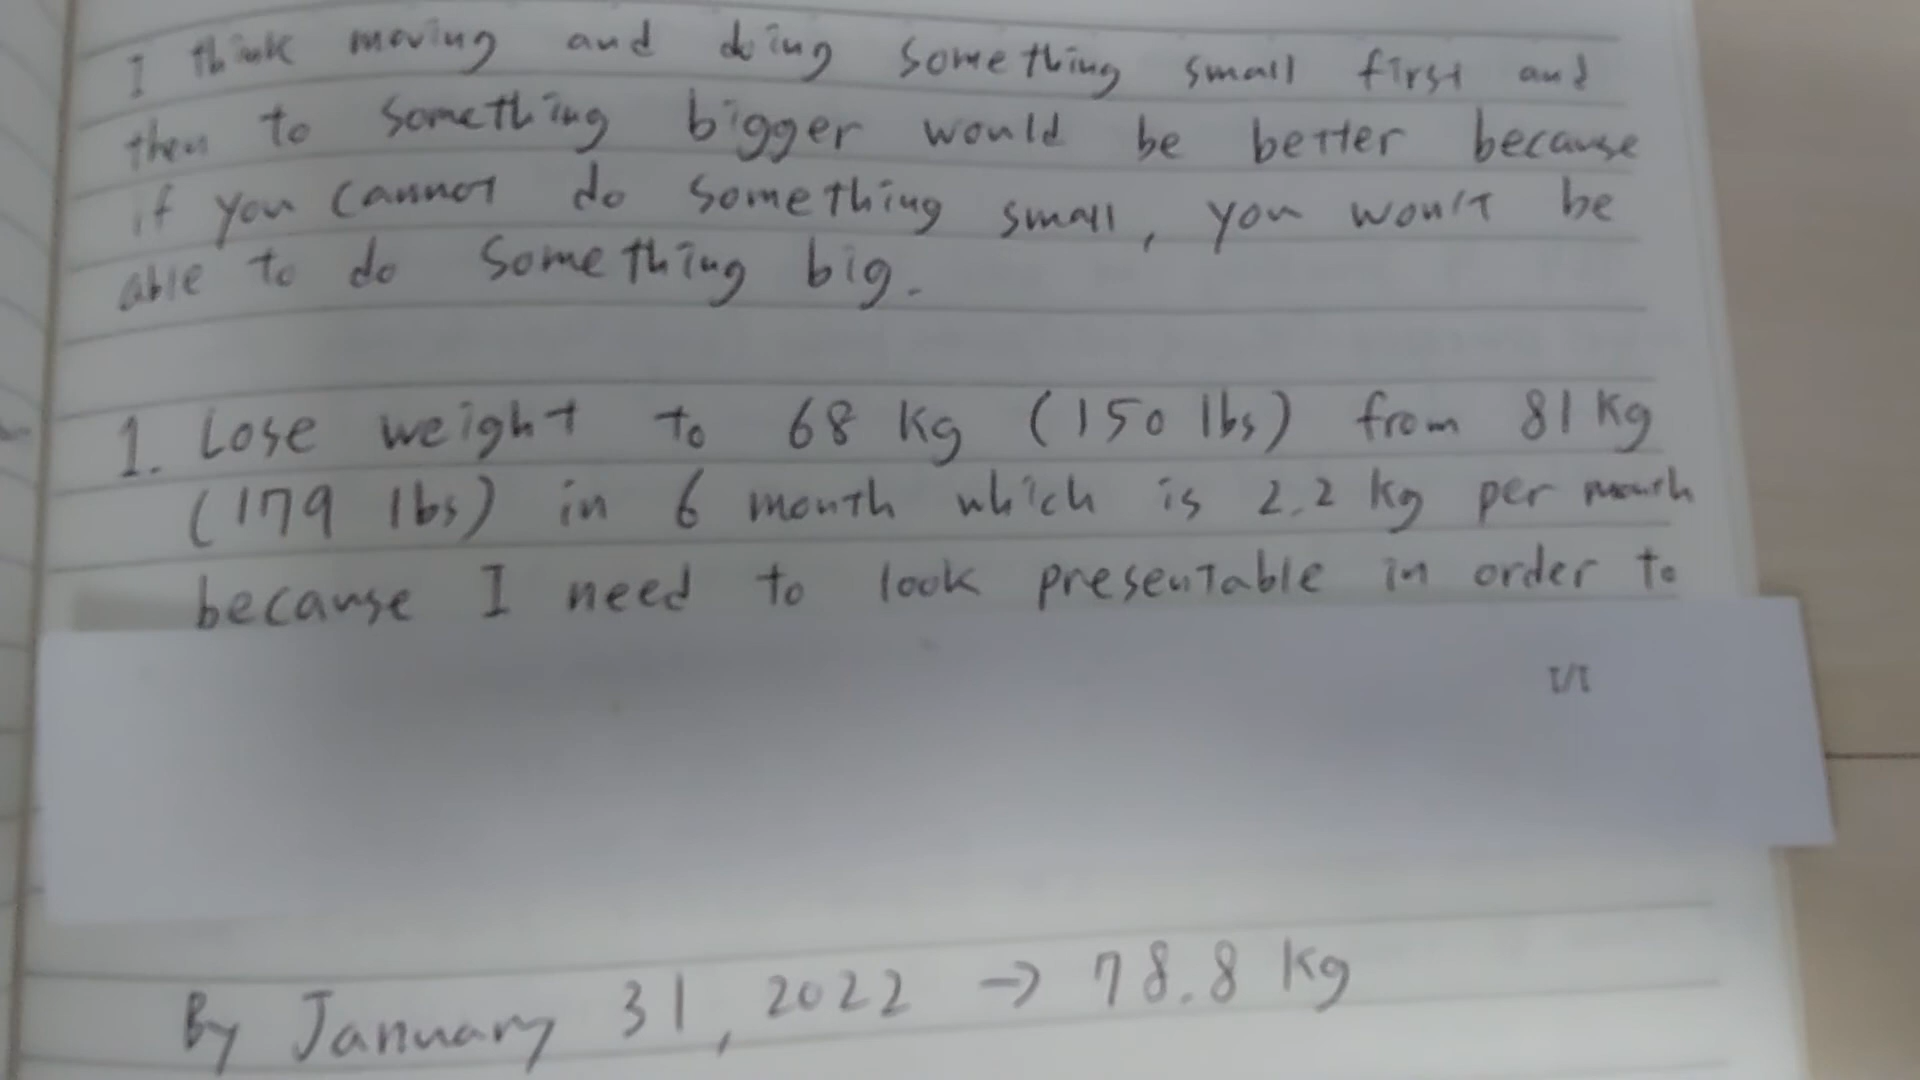 I think moving and doing something small first and
then to something bigger would be better because
if you cannot do something small, you won't be
able to do something big.
1. Lose weight to 68 kg (150 lbs) from 81 kg
(179 lbs) in 6 month which is 2.2 kg per month
because I need to look presentable in order to
1/1
By January 31, 2022 → 78.8 kg